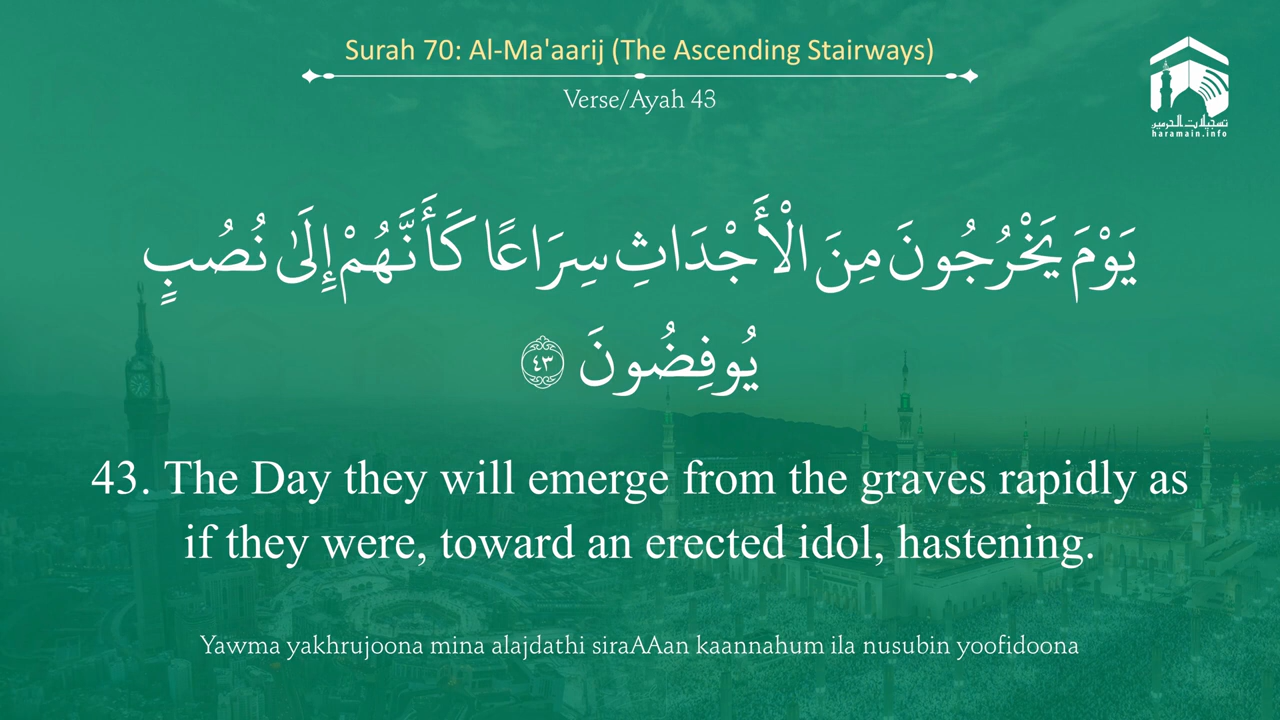 Surah 70: Al-Ma'aarij (The Ascending Stairways)
Verse/Ayah 43
تسجيلات الحرمين
haramain.info
يَوْمَ يَخْرُجُونَ مِنَ الْأَجْدَاثِ سِرَاعًا كَأَنَّهُمْ إِلَىٰ نُصُبٍ
يُوفِضُونَ ٤٣
43. The Day they will emerge from the graves rapidly as
if they were, toward an erected idol, hastening.
Yawma yakhrujoona mina alajdathi siraAAan kaannahum ila nusubin yoofidoona